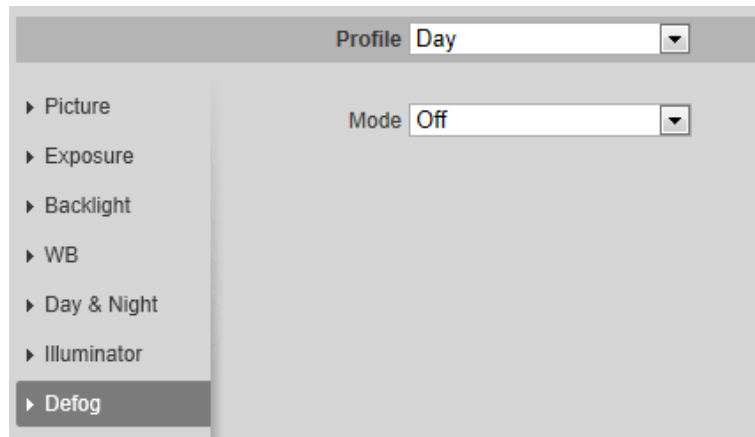 Profile Day
Mode Off
Picture
Exposure
Backlight
WB
Day & Night
Illuminator
Defog